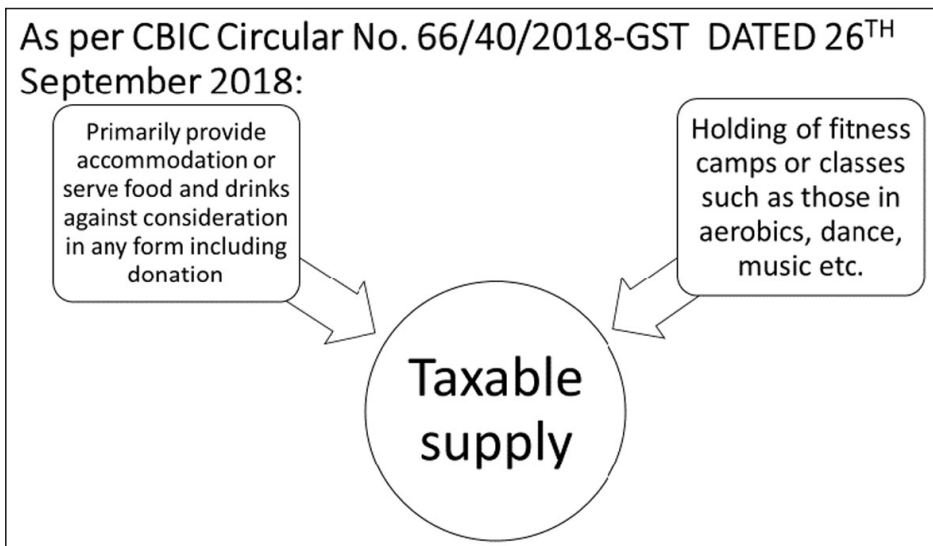 As per CBIC Circular No. 66/40/2018-GST DATED 26TH
September 2018:
Primarily provide
accommodation or
serve food and drinks
against consideration
in any form including
donation
Holding of fitness
camps or classes
such as those in
aerobics, dance,
music etc.
Taxable
supply